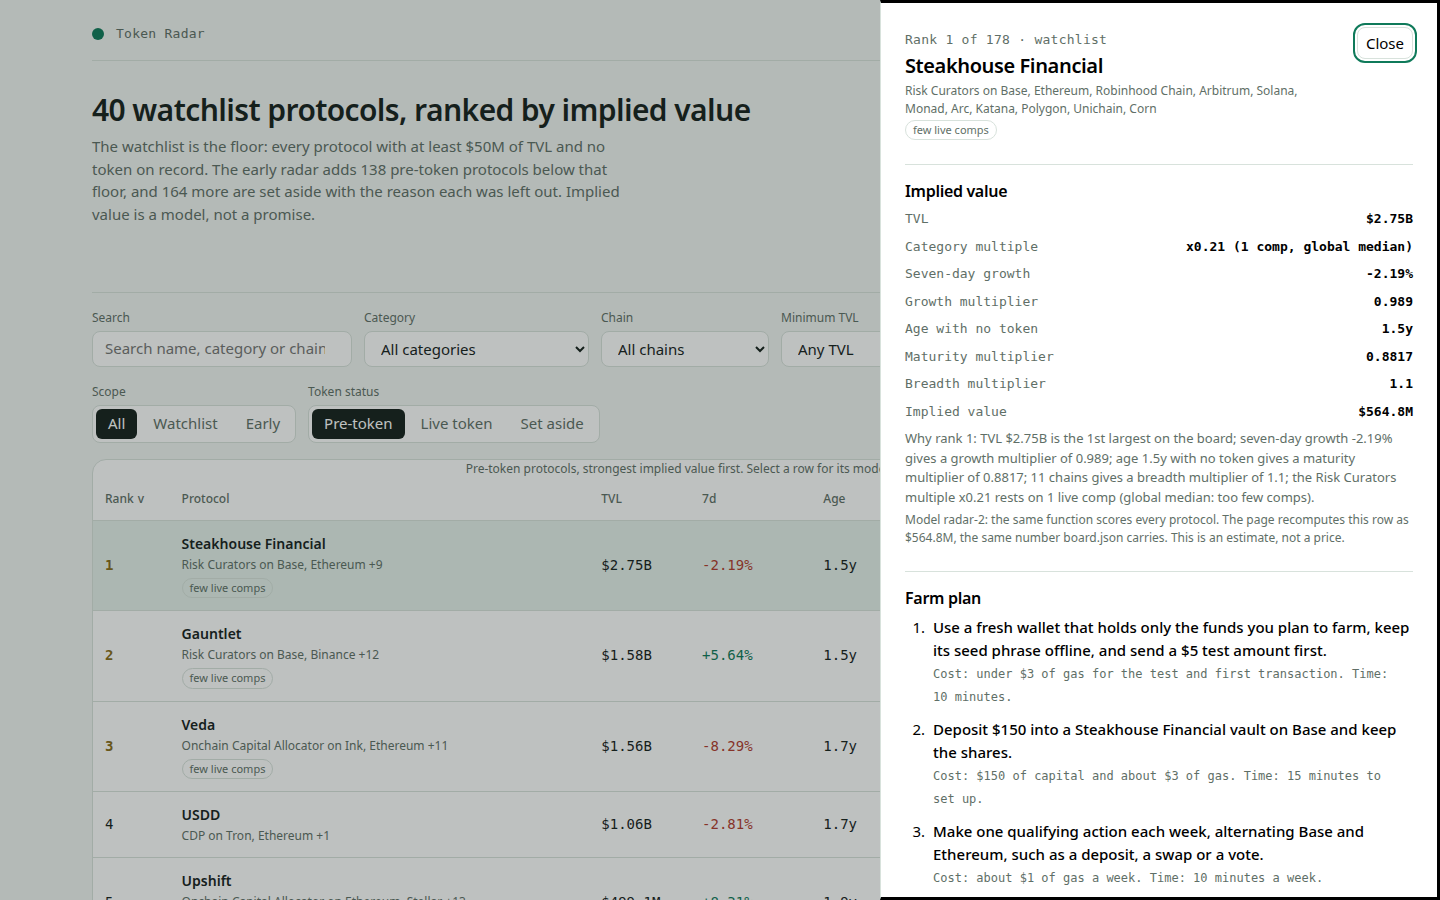 Token Radar
40 watchlist protocols, ranked by implied value
The watchlist is the floor: every protocol with at least $50M of TVL and no
token on record. The early radar adds 138 pre-token protocols below that
floor, and 164 more are set aside with the reason each was left out. Implied
value is a model, not a promise.
Search
Category
Chain
Minimum TVL
Search name, category or chain
All categories
All chains
Any TVL
Scope
Token status
All
Watchlist
Early
Pre-token
Live token
Set aside
Pre-token protocols, strongest implied value first. Select a row for its
Rank v
Protocol
TVL
7d
Age
1
Steakhouse Financial
Risk Curators on Base, Ethereum +9
few live comps
$2.75B
-2.19%
1.5y
2
Gauntlet
Risk Curators on Base, Binance +12
few live comps
$1.58B
+5.64%
1.5y
3
Veda
Onchain Capital Allocator on Ink, Ethereum +11
few live comps
$1.56B
-8.29%
1.7y
4
USDD
CDP on Tron, Ethereum +1
$1.06B
-2.81%
1.7y
Upshift
Rank 1 of 178 · watchlist
Close
Steakhouse Financial
Risk Curators on Base, Ethereum, Robinhood Chain, Arbitrum, Solana,
Monad, Arc, Katana, Polygon, Unichain, Corn
few live comps
Implied value
TVL
$2.75B
Category multiple
x0.21 (1 comp, global median)
Seven-day growth
-2.19%
Growth multiplier
0.989
Age with no token
1.5y
Maturity multiplier
0.8817
Breadth multiplier
1.1
Implied value
$564.8M
Why rank 1: TVL $2.75B is the 1st largest on the board; seven-day growth -2.19%
gives a growth multiplier of 0.989; age 1.5y with no token gives a maturity
multiplier of 0.8817; 11 chains gives a breadth multiplier of 1.1; the Risk Curators
multiple x0.21 rests on 1 live comp (global median: too few comps).
Model radar-2: the same function scores every protocol. The page recomputes this row as
$564.8M, the same number board.json carries. This is an estimate, not a price.
Farm plan
1. Use a fresh wallet that holds only the funds you plan to farm, keep
its seed phrase offline, and send a $5 test amount first.
Cost: under $3 of gas for the test and first transaction. Time:
10 minutes.
2. Deposit $150 into a Steakhouse Financial vault on Base and keep
the shares.
Cost: $150 of capital and about $3 of gas. Time: 15 minutes to
set up.
3. Make one qualifying action each week, alternating Base and
Ethereum, such as a deposit, a swap or a vote.
Cost: about $1 of gas a week. Time: 10 minutes a week.